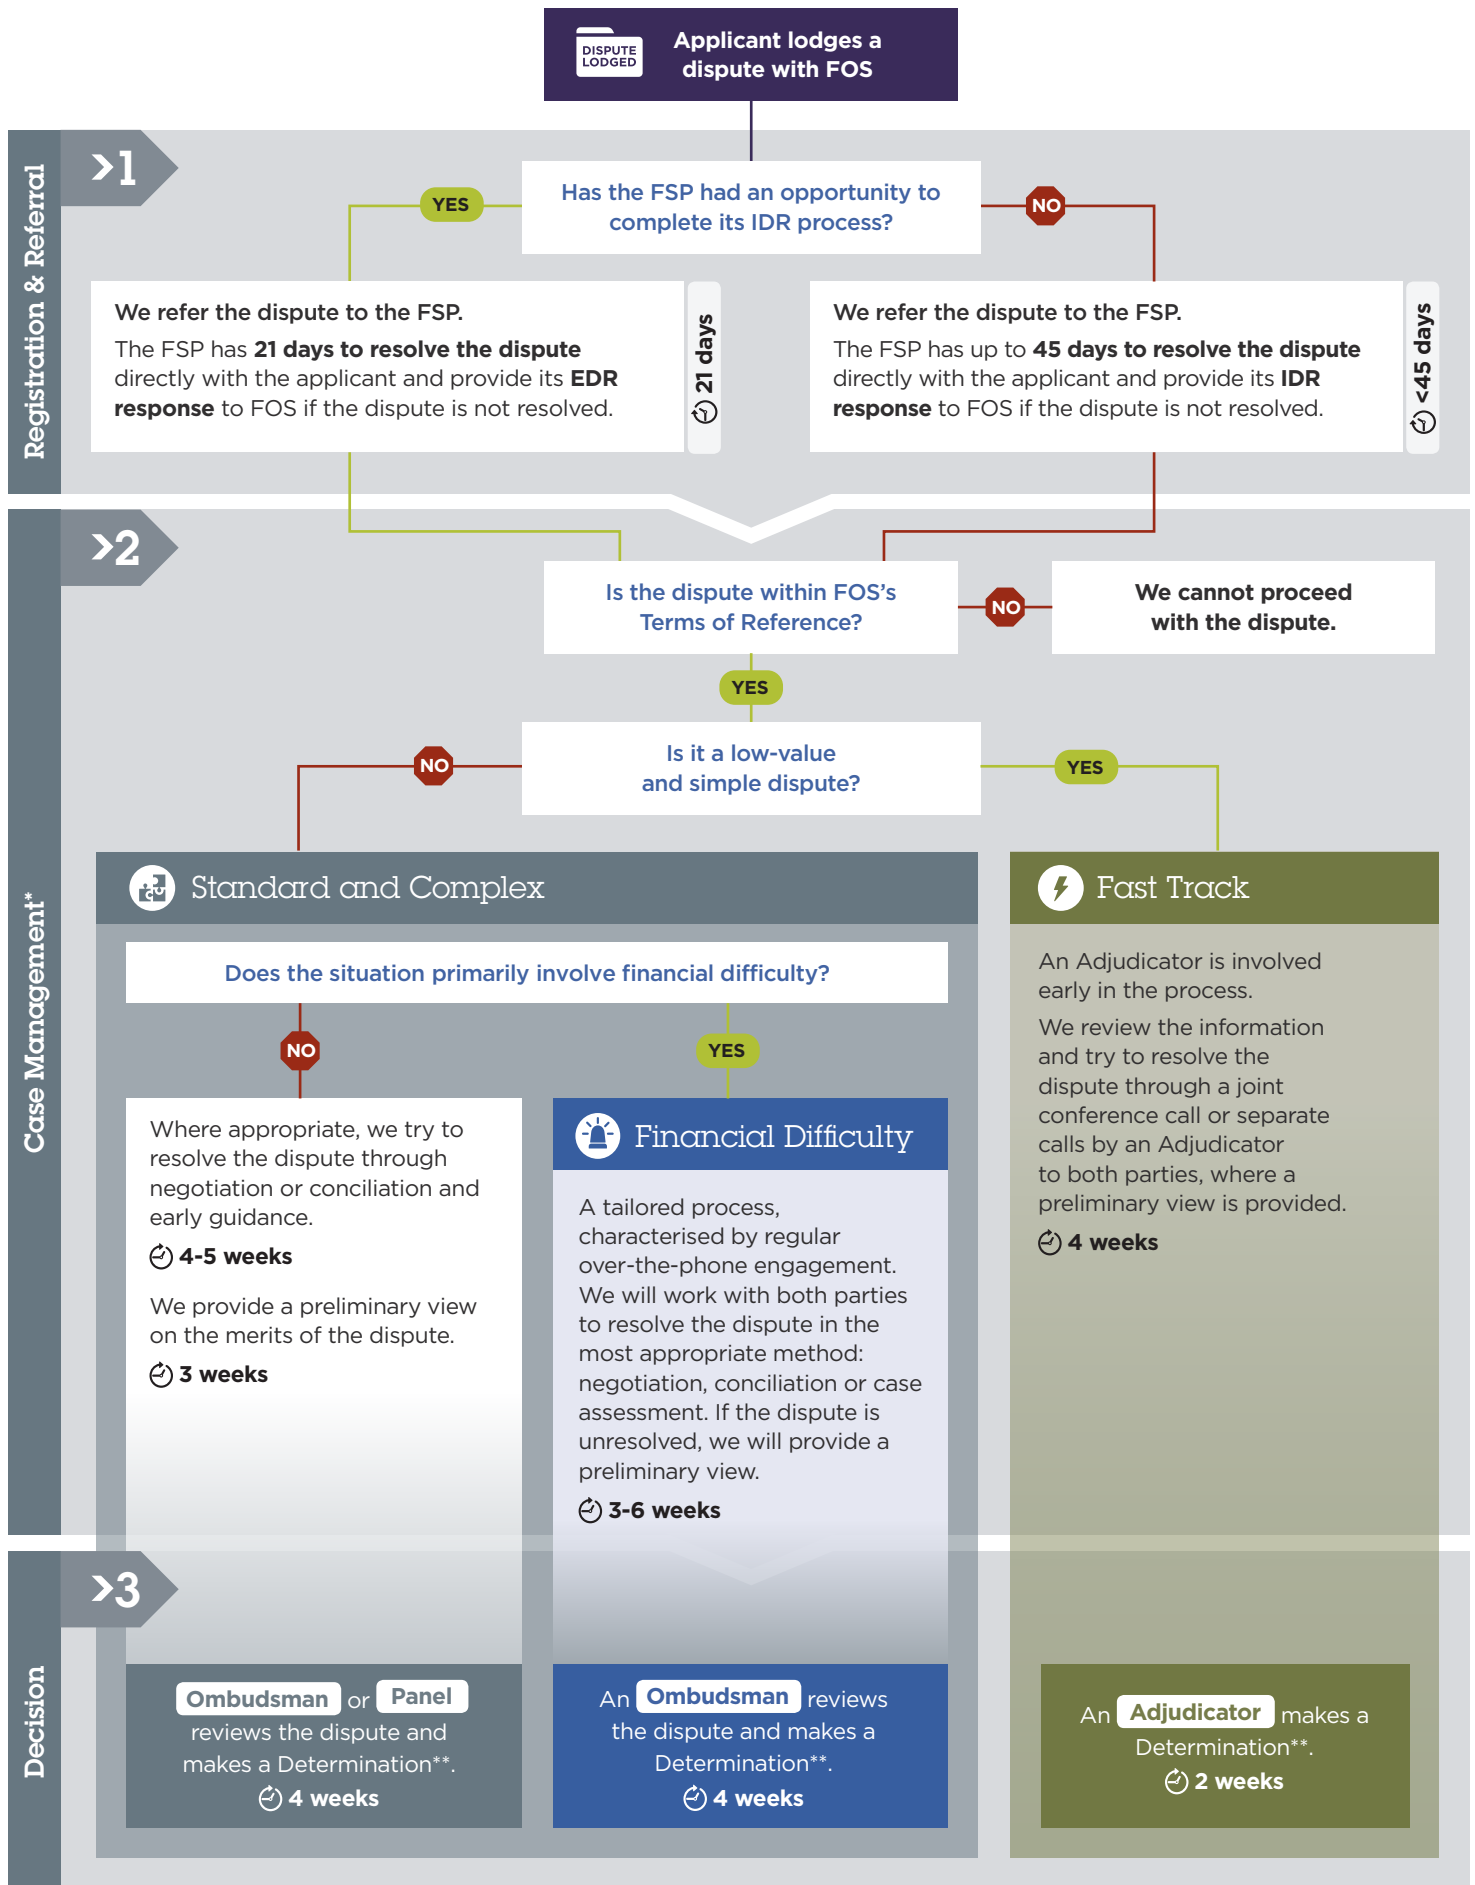 DISPUTE
LODGED
Applicant lodges a
dispute with FOS
Registration & Referral
>1
Has the FSP had an opportunity to
complete its IDR process?
YES
NO
We refer the dispute to the FSP.
The FSP has 21 days to resolve the dispute
directly with the applicant and provide its EDR
response to FOS if the dispute is not resolved.
21 days
We refer the dispute to the FSP.
The FSP has up to 45 days to resolve the dispute
directly with the applicant and provide its IDR
response to FOS if the dispute is not resolved.
<45 days
Case Management*
>2
Is the dispute within FOS’s
Terms of Reference?
NO
We cannot proceed
with the dispute.
YES
Is it a low-value
and simple dispute?
NO
YES
Standard and Complex
Does the situation primarily involve financial difficulty?
NO
YES
Where appropriate, we try to
resolve the dispute through
negotiation or conciliation and
early guidance.
4-5 weeks
We provide a preliminary view
on the merits of the dispute.
3 weeks
Financial Difficulty
A tailored process,
characterised by regular
over-the-phone engagement.
We will work with both parties
to resolve the dispute in the
most appropriate method:
negotiation, conciliation or case
assessment. If the dispute is
unresolved, we will provide a
preliminary view.
3-6 weeks
Fast Track
An Adjudicator is involved
early in the process.
We review the information
and try to resolve the
dispute through a joint
conference call or separate
calls by an Adjudicator
to both parties, where a
preliminary view is provided.
4 weeks
Decision
>3
Ombudsman or Panel
reviews the dispute and
makes a Determination**.
4 weeks
An Ombudsman reviews
the dispute and makes a
Determination**.
4 weeks
An Adjudicator makes a
Determination**.
2 weeks